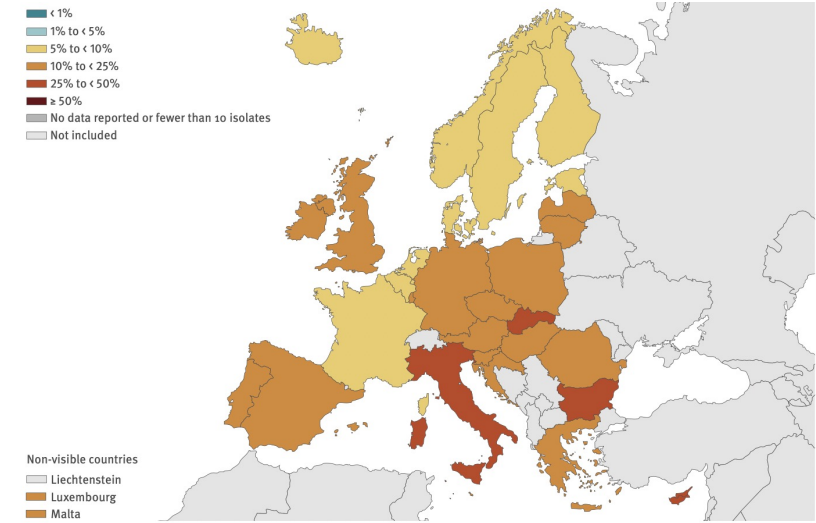 < 1%
1% to < 5%
5% to < 10%
10% to < 25%
25% to < 50%
≥ 50%
No data reported or fewer than 10 isolates
Not included
Non-visible countries
Liechtenstein
Luxembourg
Malta